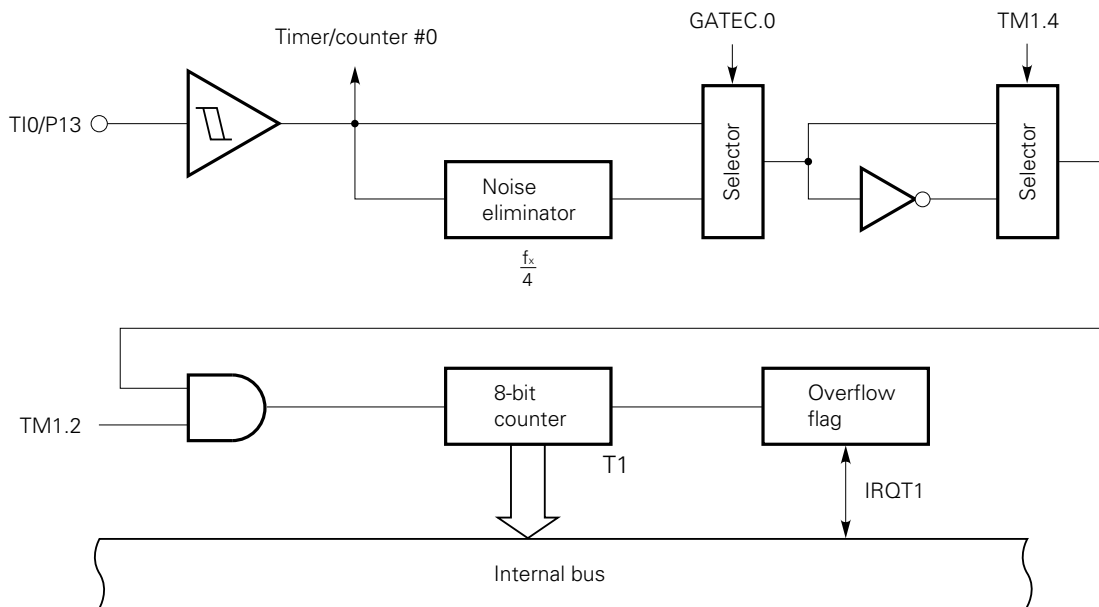 GATEC.0
TM1.4
Timer/counter #0
TI0/P13
Selector
Selector
Noise
eliminator
fx
4
8-bit
counter
Overflow
flag
TM1.2
T1
IRQT1
Internal bus